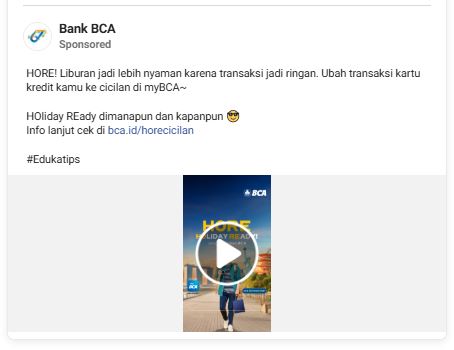 Bank BCA
Sponsored
HORE! Liburan jadi lebih nyaman karena transaksi jadi ringan. Ubah transaksi kartu
kredit kamu ke cicilan di myBCA~
HOliday REady dimanapun dan kapanpun 😎
Info lanjut cek di bca.id/horecicilan
#Edukatips
BCA
HORE
HOLIDAY READY!
BCA